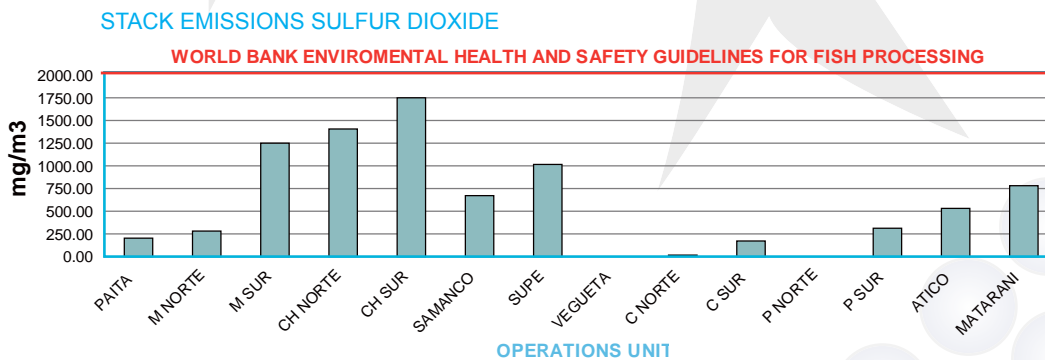 STACK EMISSIONS SULFUR DIOXIDE
WORLD BANK ENVIROMENTAL HEALTH AND SAFETY GUIDELINES FOR FISH PROCESSING
mg/m3
2000.00
1750.00
1500.00
1250.00
1000.00
750.00
500.00
250.00
0.00
PAITA
M NORTE
M SUR
CH NORTE
CH SUR
SAMANCO
SUPE
VEGUETA
C NORTE
C SUR
P NORTE
P SUR
ATICO
MATARANI
OPERATIONS UNIT